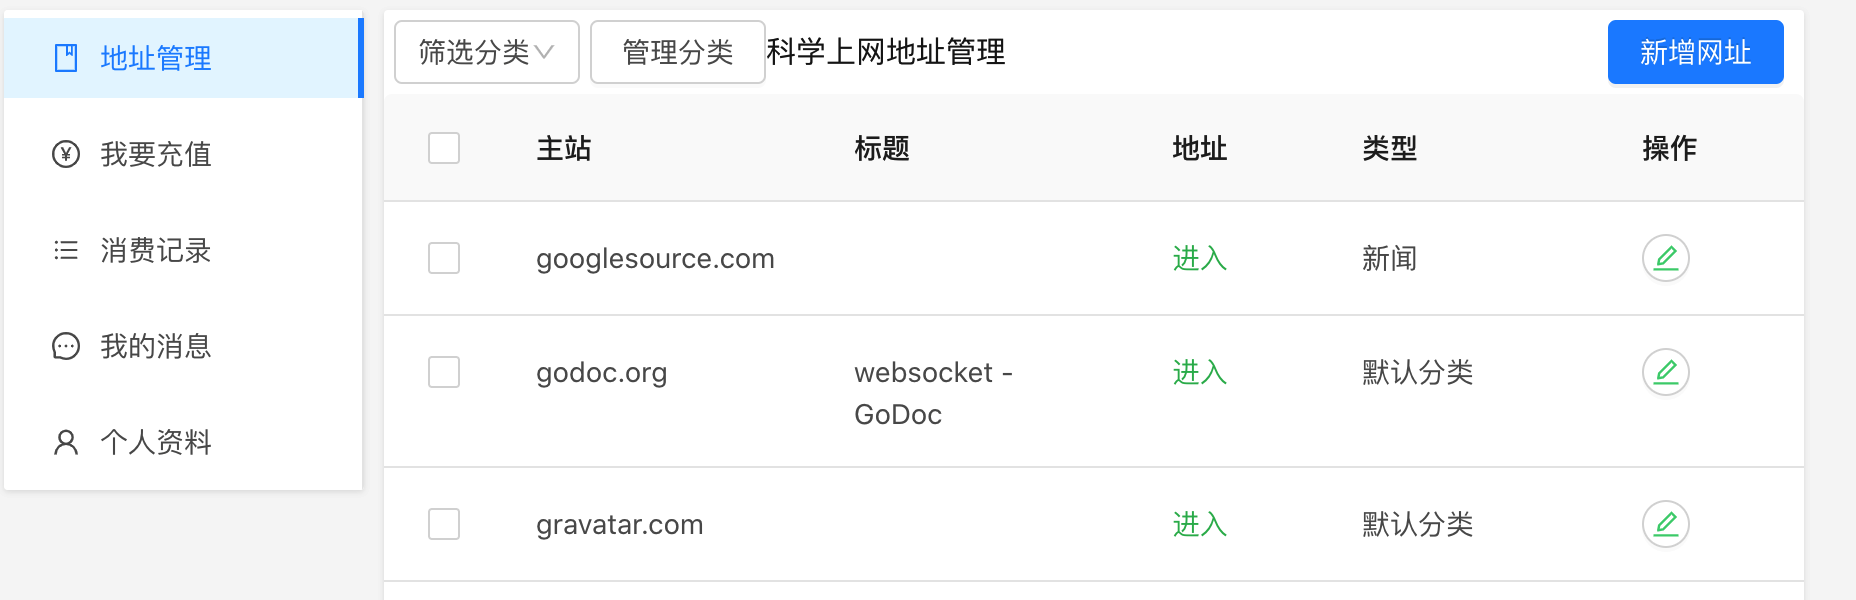 地址管理
我要充值
消费记录
我的消息
个人资料
筛选分类 管理分类 科学上网地址管理 新增网址
主站 标题 地址 类型 操作
googlesource.com 进入 新闻
godoc.org websocket - 进入 默认分类
GoDoc
gravatar.com 进入 默认分类